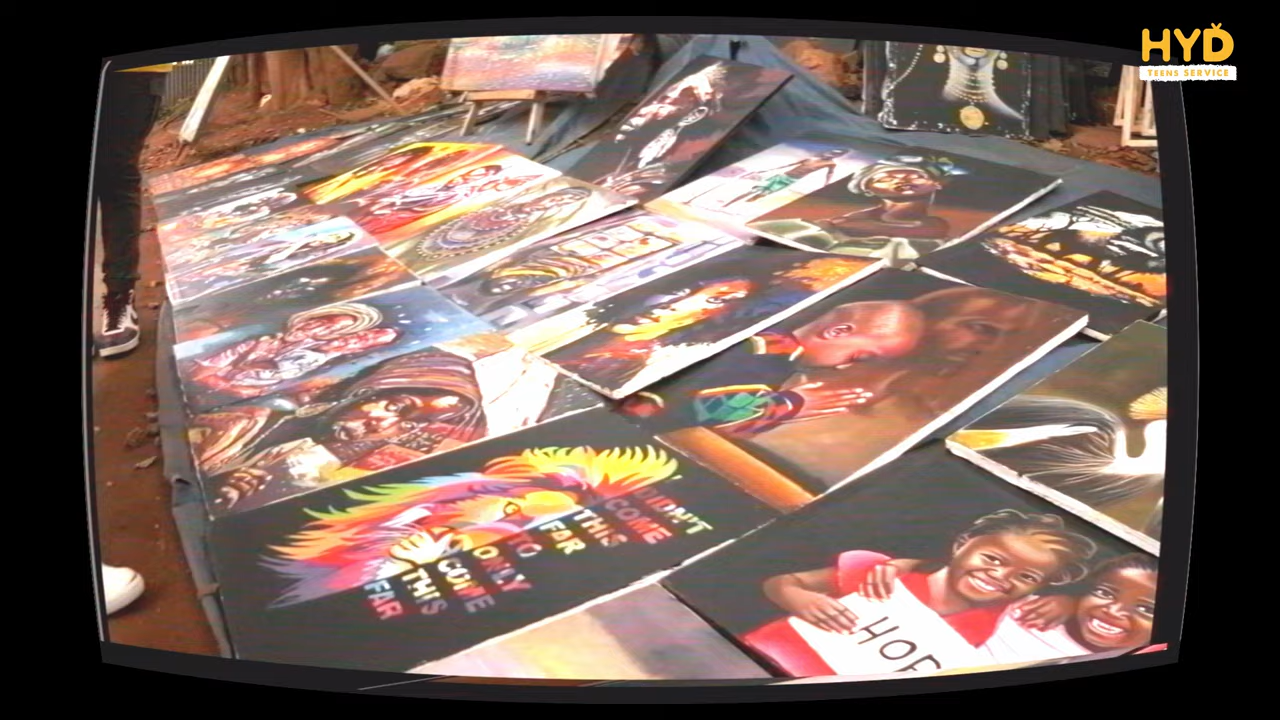 HYD
TEENS SERVICE
DIDN'T
COME
THIS
FAR
TO
ONLY
COME
THIS
FAR
HOP